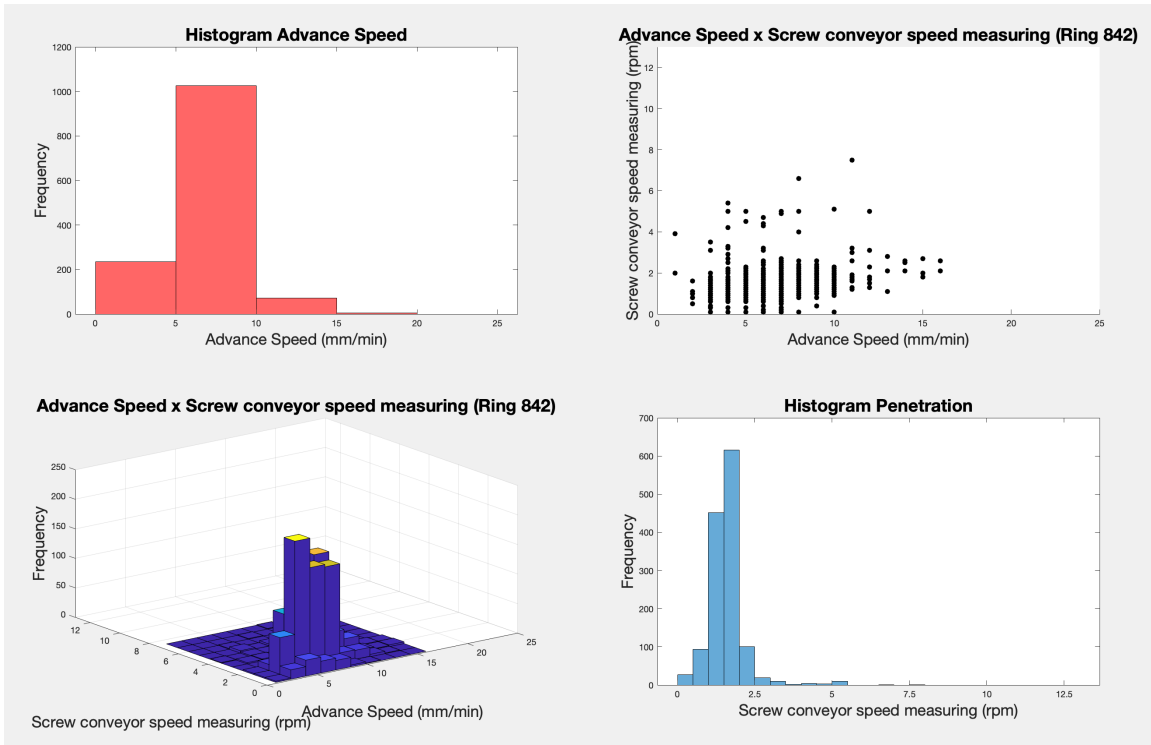 Histogram Advance Speed
1200
1000
800
600
400
200
0
Frequency
0 5 10 15 20
Advance Speed (mm/min)
Advance Speed x Screw conveyor speed measuring (Ring 842)
12
10
8
6
4
2
0
Screw conveyor speed measuring (rpm)
0 5 10 15 20 25
Advance Speed (mm/min)
Advance Speed x Screw conveyor speed measuring (Ring 842)
250
200
150
100
50
0
Frequency
12 10 8 6 4 2 0
0 5 10 15 20 25
Advance Speed (mm/min)
Screw conveyor speed measuring (rpm)
Histogram Penetration
700
600
500
400
300
200
100
0
Frequency
0 2.5 5 7.5 10 12.5
Screw conveyor speed measuring (rpm)